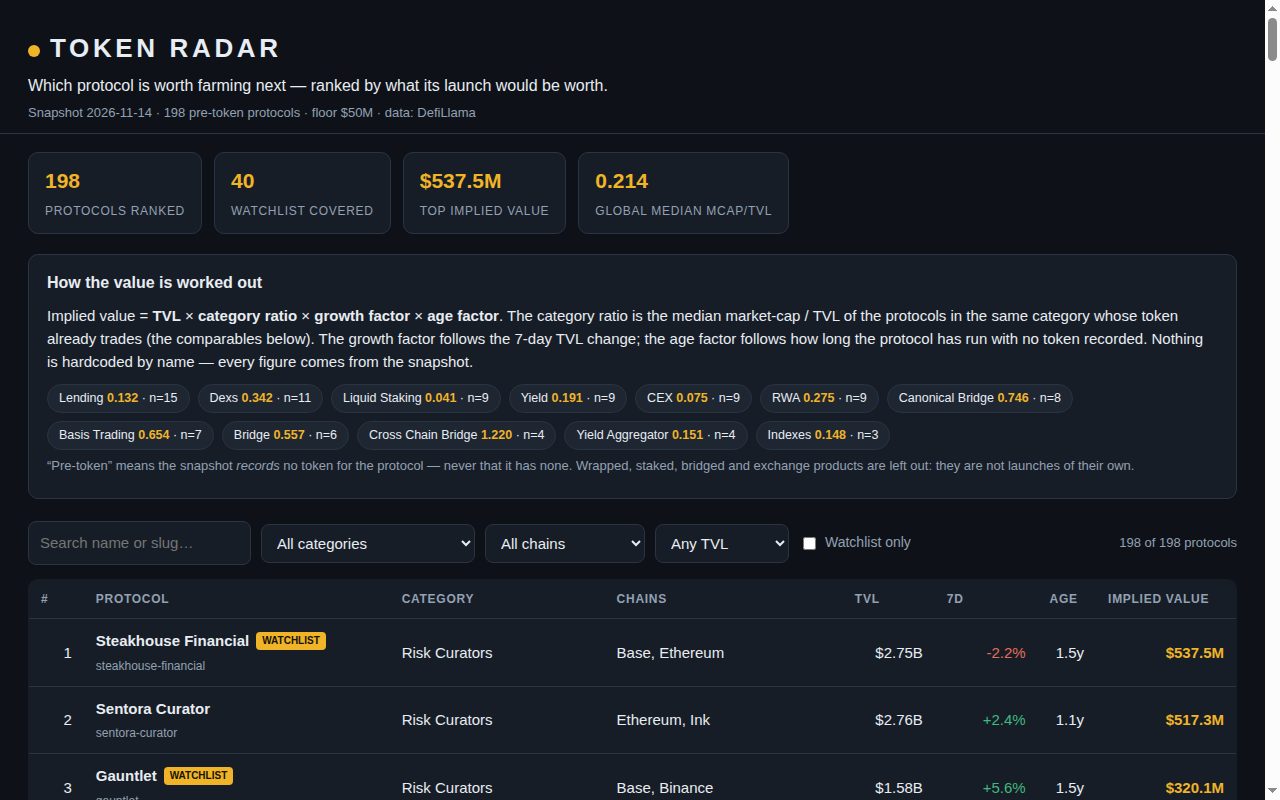 TOKEN RADAR
Which protocol is worth farming next — ranked by what its launch would be worth.
Snapshot 2026-11-14 · 198 pre-token protocols · floor $50M · data: DefiLlama
198 40 $537.5M 0.214
PROTOCOLS RANKED WATCHLIST COVERED TOP IMPLIED VALUE GLOBAL MEDIAN MCAP/TVL
How the value is worked out
Implied value = TVL × category ratio × growth factor × age factor. The category ratio is the median market-cap / TVL of the protocols in the same category whose token
already trades (the comparables below). The growth factor follows the 7-day TVL change; the age factor follows how long the protocol has run with no token recorded. Nothing
is hardcoded by name — every figure comes from the snapshot.
Lending 0.132 · n=15 Dexs 0.342 · n=11 Liquid Staking 0.041 · n=9 Yield 0.191 · n=9 CEX 0.075 · n=9 RWA 0.275 · n=9 Canonical Bridge 0.746 · n=8
Basis Trading 0.654 · n=7 Bridge 0.557 · n=6 Cross Chain Bridge 1.220 · n=4 Yield Aggregator 0.151 · n=4 Indexes 0.148 · n=3
“Pre-token” means the snapshot records no token for the protocol — never that it has none. Wrapped, staked, bridged and exchange products are left out: they are not launches of their own.
Search name or slug… All categories All chains Any TVL Watchlist only 198 of 198 protocols
# PROTOCOL CATEGORY CHAINS TVL 7D AGE IMPLIED VALUE
1 Steakhouse Financial WATCHLIST Risk Curators Base, Ethereum $2.75B -2.2% 1.5y $537.5M
steakhouse-financial
2 Sentora Curator Risk Curators Ethereum, Ink $2.76B +2.4% 1.1y $517.3M
sentora-curator
3 Gauntlet WATCHLIST Risk Curators Base, Binance $1.58B +5.6% 1.5y $320.1M
gauntlet